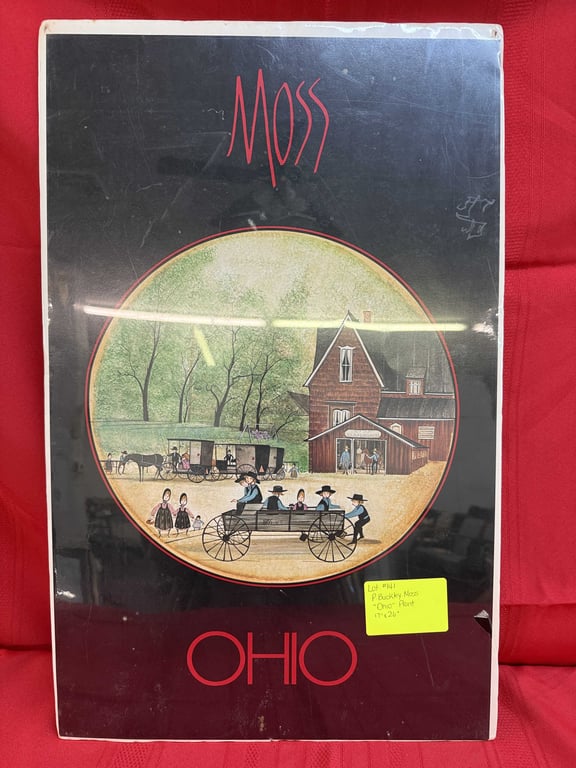 MOSS
Lot #141
P. Buckley Moss
"Ohio" Print
17"x26"
OHIO